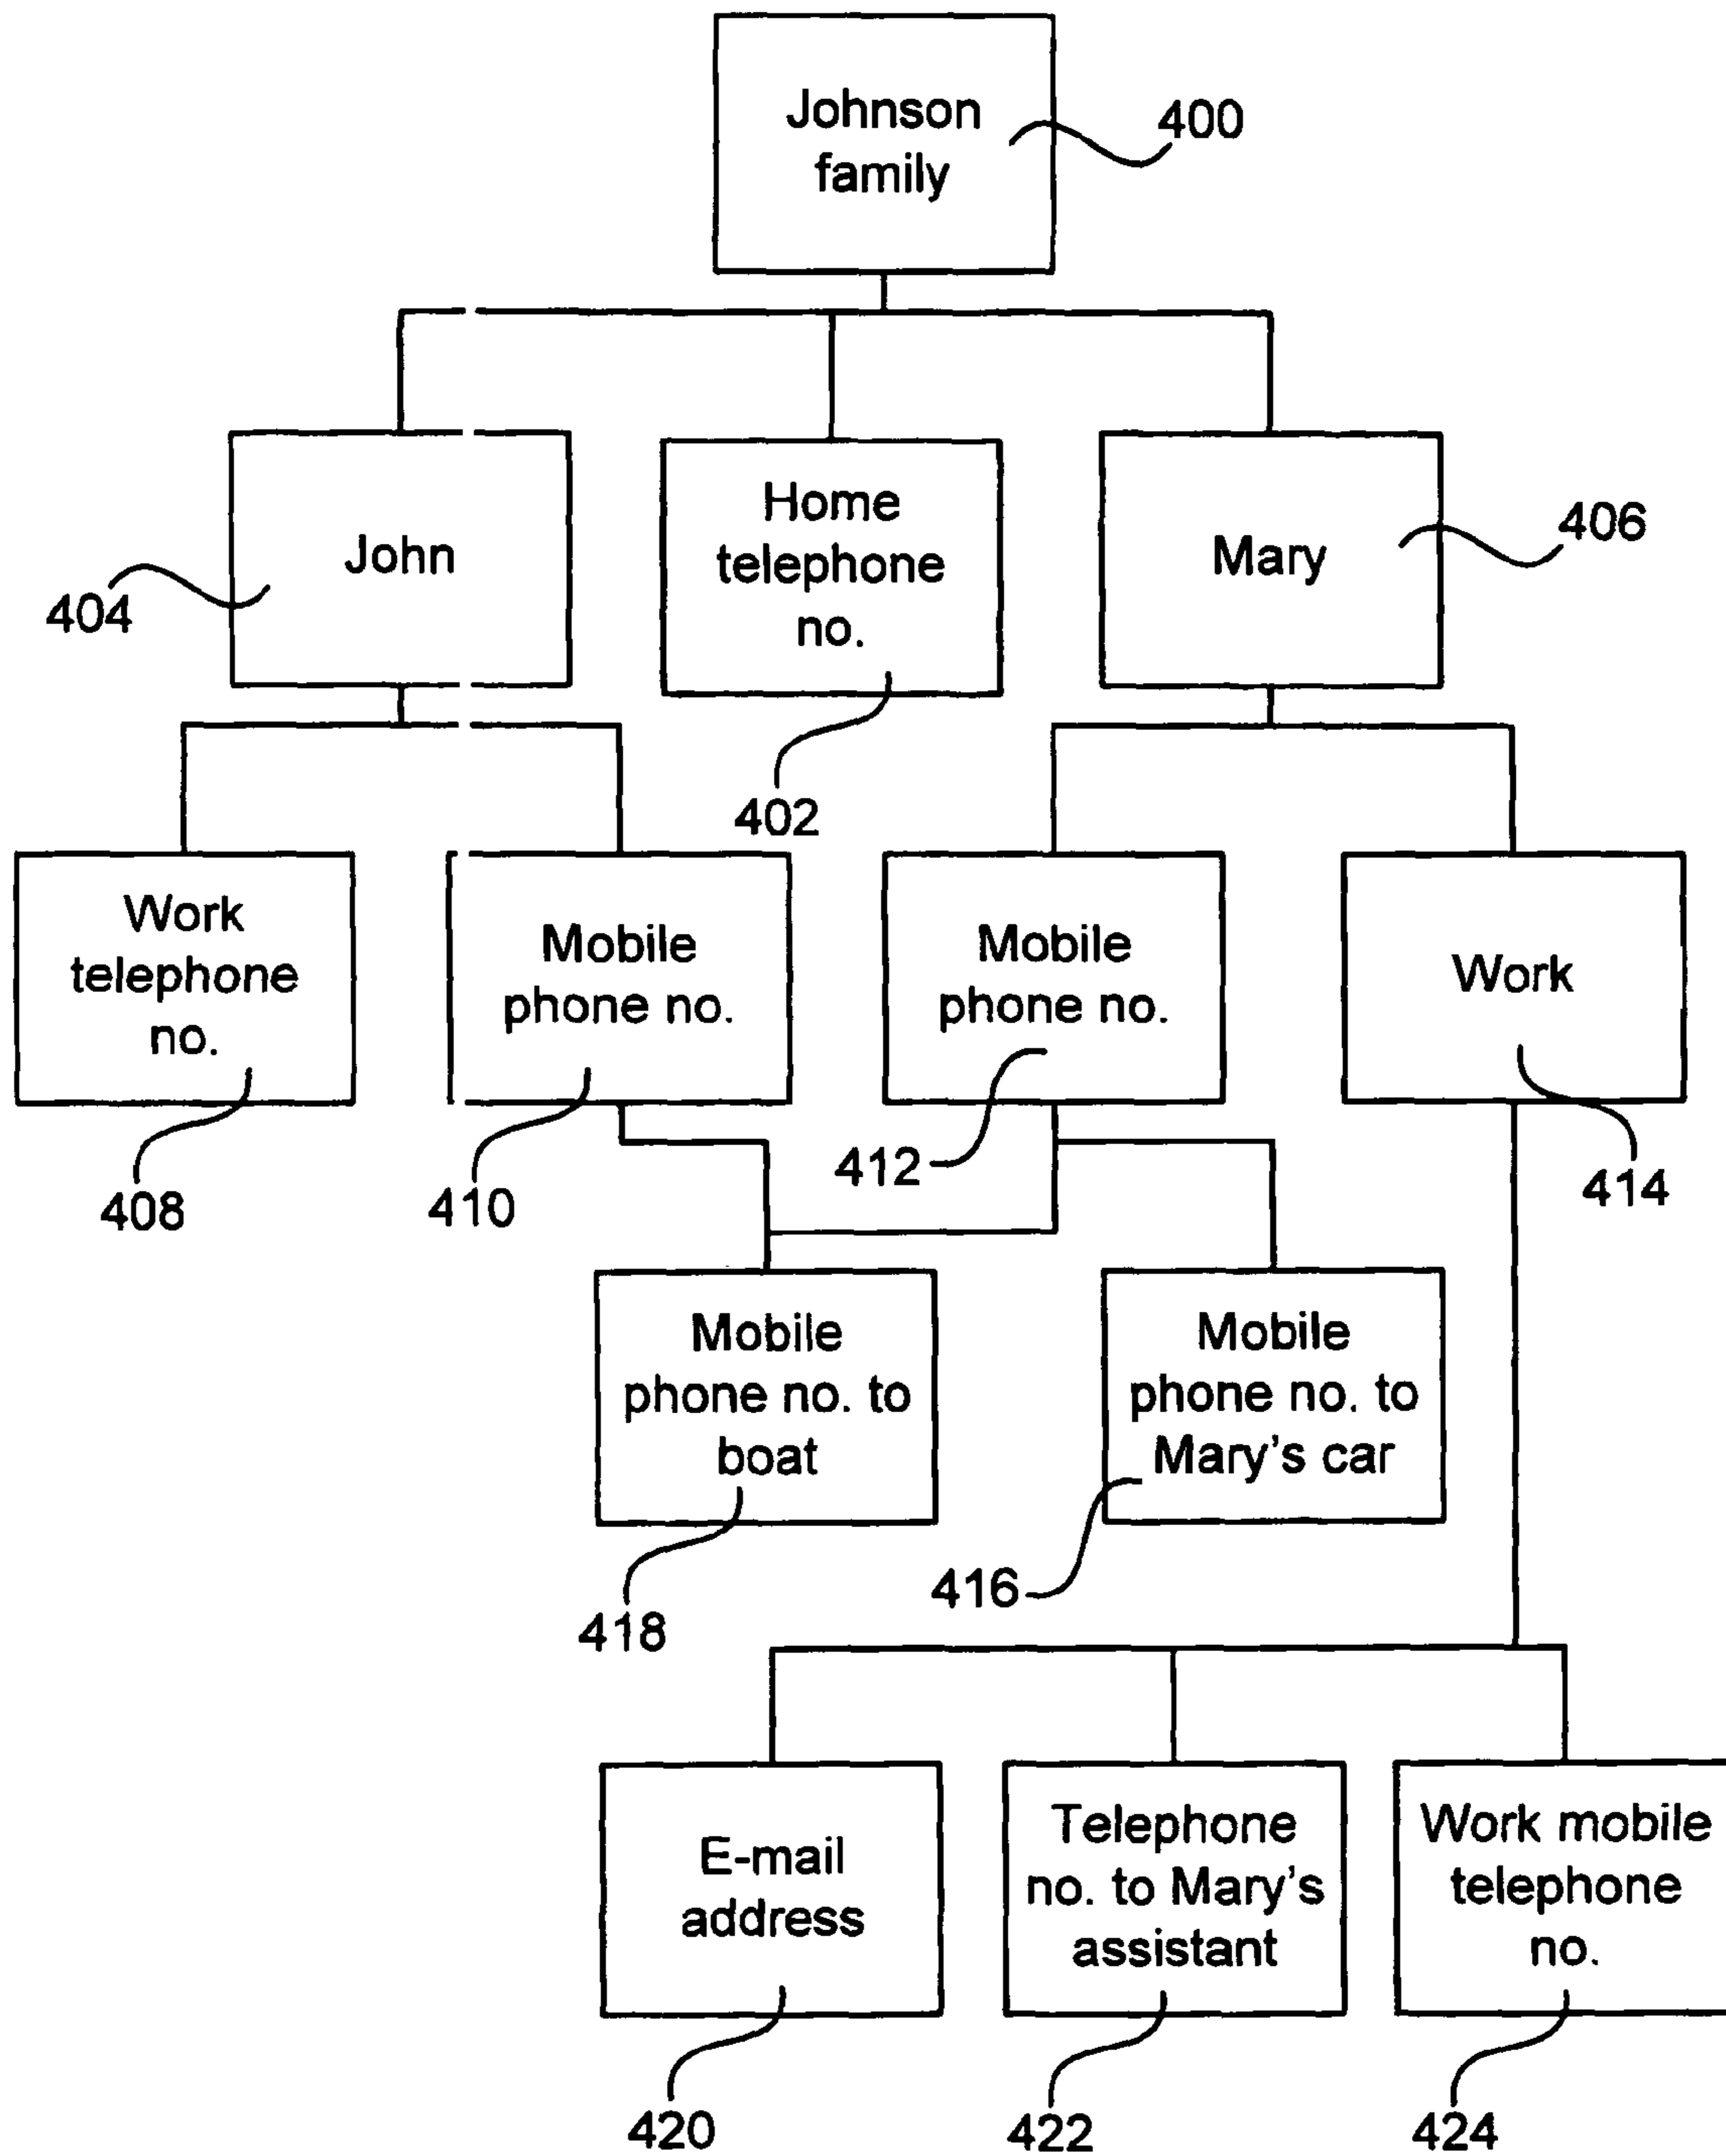 Johnson
family
400
John
404
Home
telephone
no.
402
Mary
406
Work
telephone
no.
408
Mobile
phone no.
410
Mobile
phone no.
412
Work
414
Mobile
phone no. to
boat
418
Mobile
phone no. to
Mary's car
416
E-mail
address
420
Telephone
no. to Mary's
assistant
422
Work mobile
telephone
no.
424